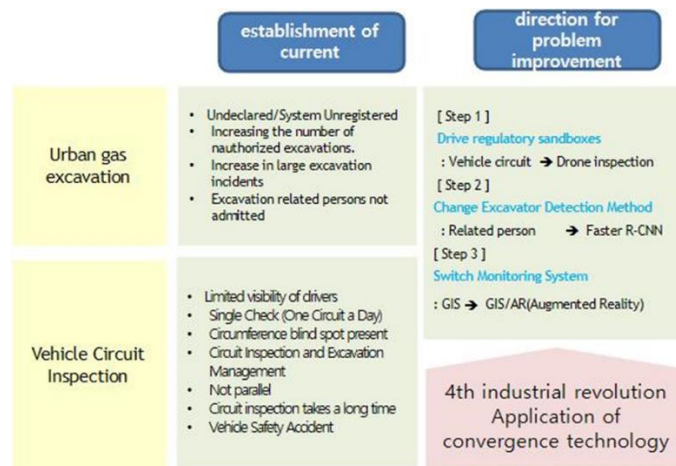 establishment of
current
direction for
problem
improvement
Urban gas
excavation
• Undeclared/System Unregistered
• Increasing the number of
nauthorized excavations.
• Increase in large excavation
incidents
• Excavation related persons not
admitted
[ Step 1 ]
Drive regulatory sandboxes
: Vehicle circuit ➔ Drone inspection
[ Step 2 ]
Change Excavator Detection Method
: Related person ➔ Faster R-CNN
[ Step 3 ]
Switch Monitoring System
: GIS ➔ GIS/AR(Augmented Reality)
Vehicle Circuit
Inspection
• Limited visibility of drivers
• Single Check (One Circuit a Day)
• Circumference blind spot present
• Circuit Inspection and Excavation
Management
• Not parallel
• Circuit inspection takes a long time
• Vehicle Safety Accident
4th industrial revolution
Application of
convergence technology